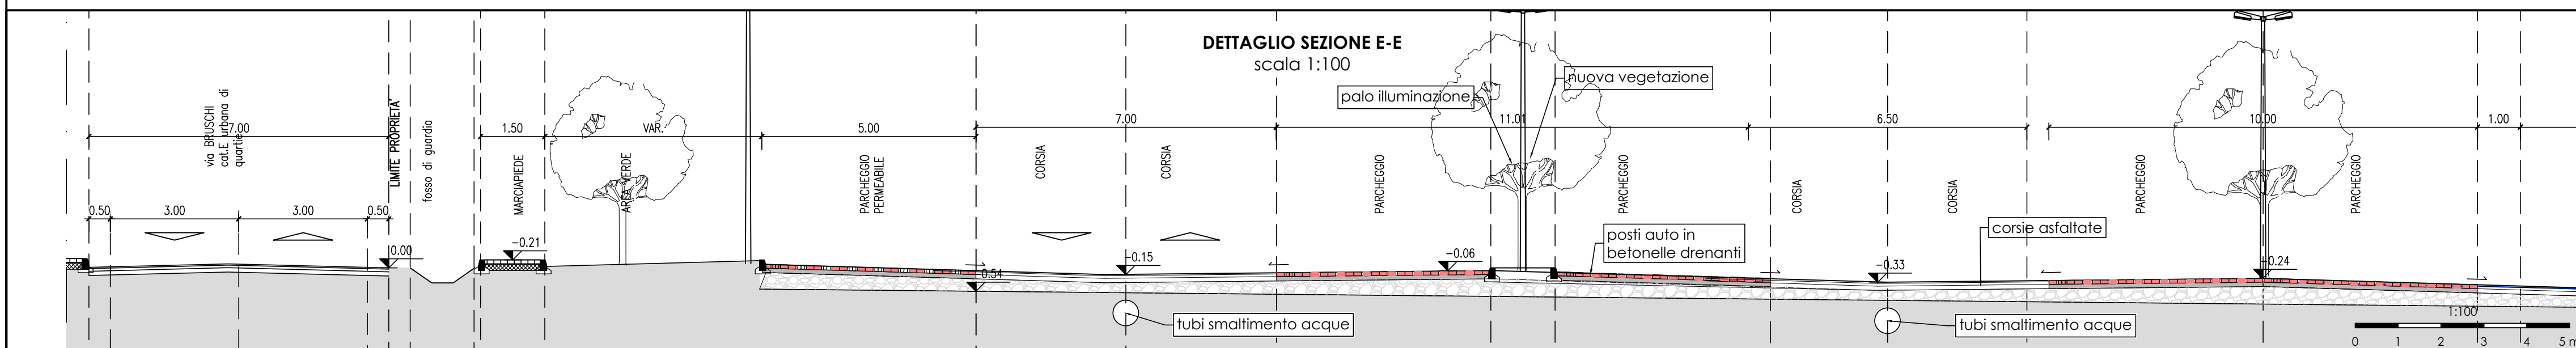 DETTAGLIO SEZIONE E-E
scala 1:100
via BRUSCHI
cat.E urbana di
quartiere
7.00
0.50
3.00
3.00
0.50
LIMITE PROPRIETA'
0.00
fosso di guardia
1.50
MARCIAPIEDE
-0.21
VAR.
AREA VERDE
5.00
PARCHEGGIO
PERMEABILE
0.54
7.00
CORSIA
CORSIA
-0.15
tubi smaltimento acque
11.01
PARCHEGGIO
-0.06
palo illuminazione
nuova vegetazione
PARCHEGGIO
posti auto in
betonelle drenanti
6.50
CORSIA
CORSIA
-0.33
corsie asfaltate
tubi smaltimento acque
10.00
PARCHEGGIO
-0.24
PARCHEGGIO
1.00
1:100
0 1 2 3 4 5 m